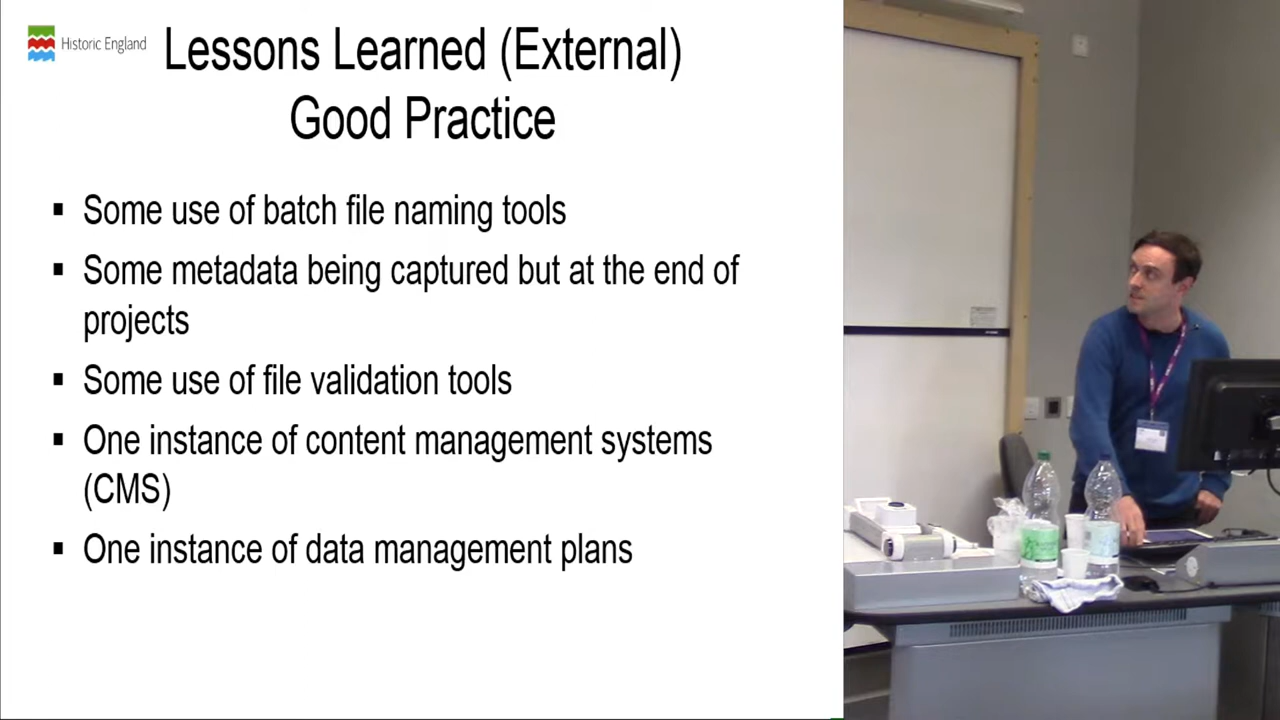 Historic England
Lessons Learned (External)
Good Practice
▪ Some use of batch file naming tools
▪ Some metadata being captured but at the end of
projects
▪ Some use of file validation tools
▪ One instance of content management systems
(CMS)
▪ One instance of data management plans